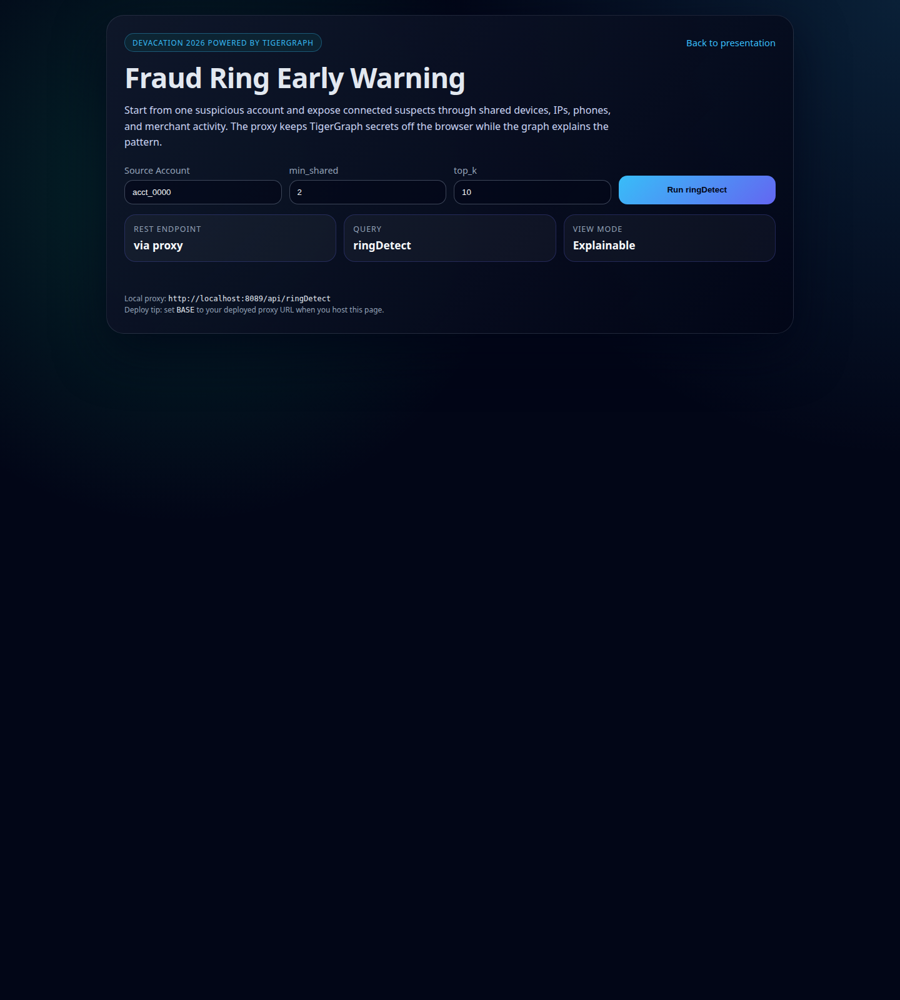 DEVACATION 2026 POWERED BY TIGERGRAPH
Back to presentation
Fraud Ring Early Warning
Start from one suspicious account and expose connected suspects through shared devices, IPs, phones,
and merchant activity. The proxy keeps TigerGraph secrets off the browser while the graph explains the
pattern.
Source Account
min_shared
top_k
acct_0000
2
10
Run ringDetect
REST ENDPOINT
via proxy
QUERY
ringDetect
VIEW MODE
Explainable
Local proxy: http://localhost:8089/api/ringDetect
Deploy tip: set BASE to your deployed proxy URL when you host this page.